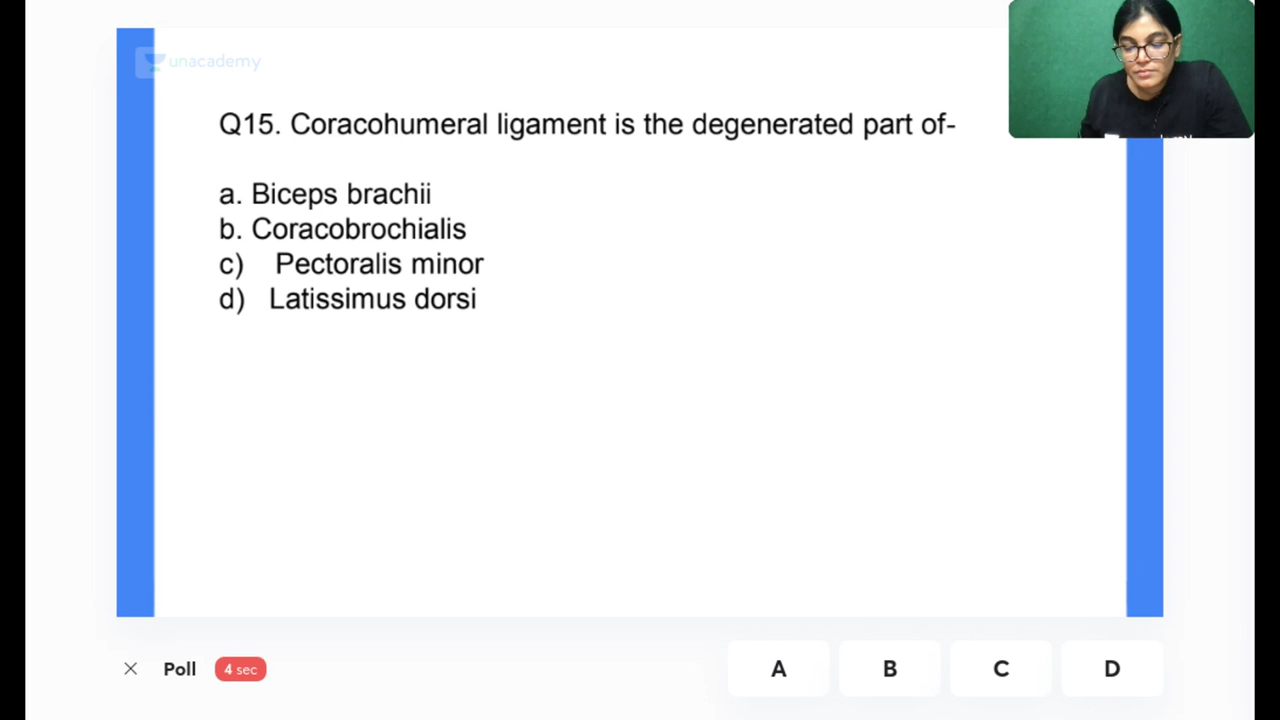 unacademy
Q15. Coracohumeral ligament is the degenerated part of-
a. Biceps brachii
b. Coracobrochialis
c) Pectoralis minor
d) Latissimus dorsi
Poll 4 sec A B C D